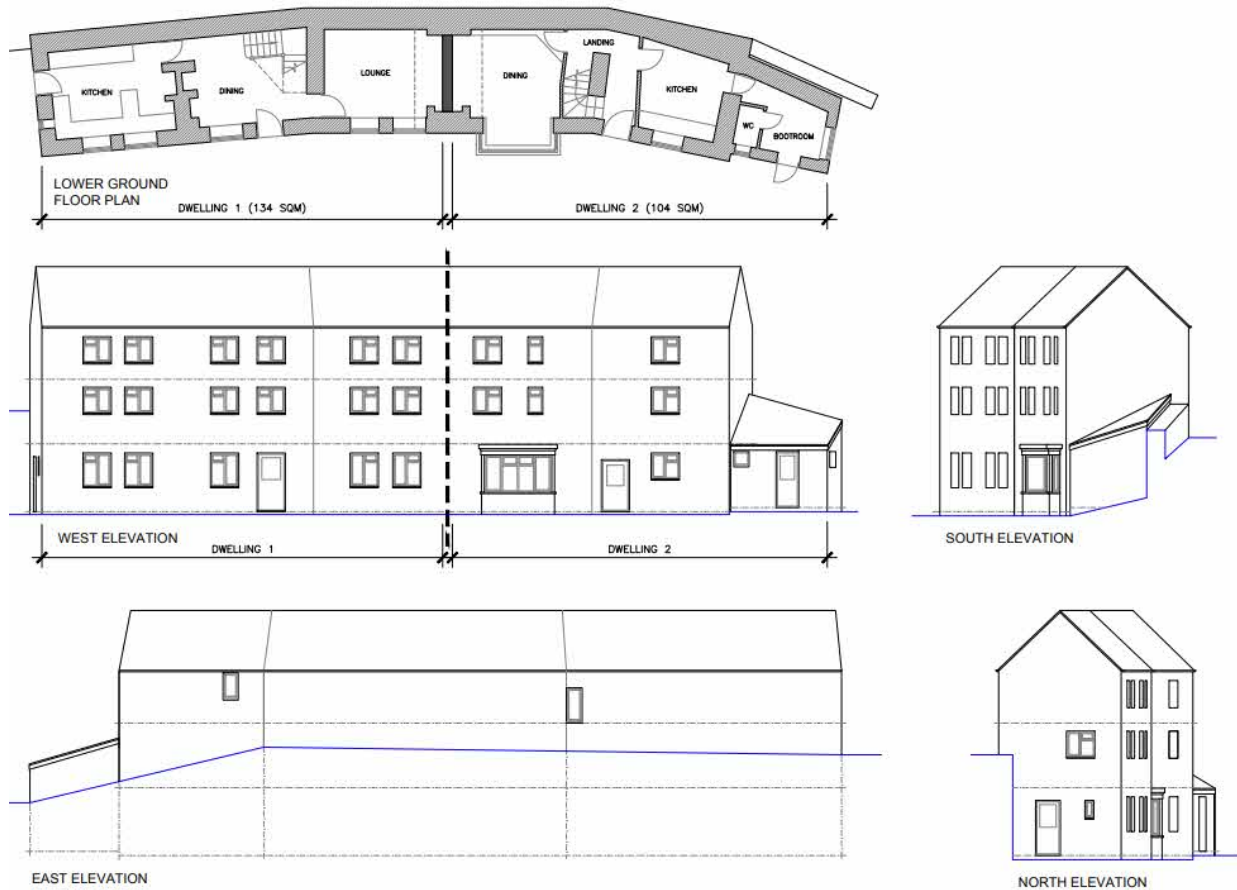 LANDING
LOUNGE
DINING
KITCHEN
KITCHEN
DINING
WC
BOOTROOM
LOWER GROUND
FLOOR PLAN
DWELLING 1 (134 SQM)
DWELLING 2 (104 SQM)
WEST ELEVATION
SOUTH ELEVATION
DWELLING 1
DWELLING 2
EAST ELEVATION
NORTH ELEVATION